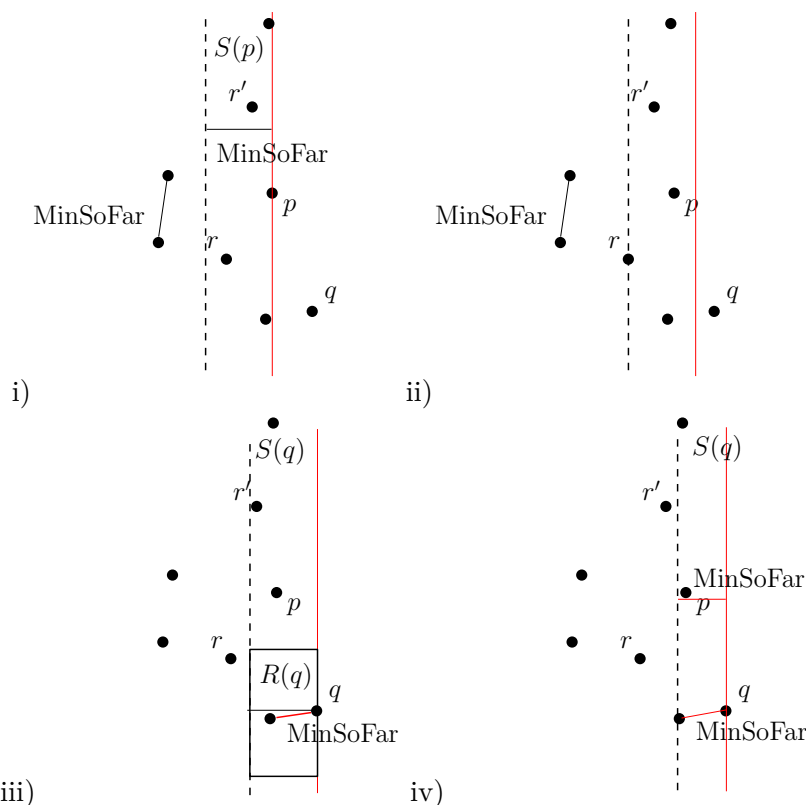 S(p)
r′
MinSoFar
MinSoFar
p
r
q
i)
r′
MinSoFar
p
r
q
ii)
S(q)
r′
p
r
R(q)
q
MinSoFar
iii)
S(q)
r′
MinSoFar
p
r
q
MinSoFar
iv)